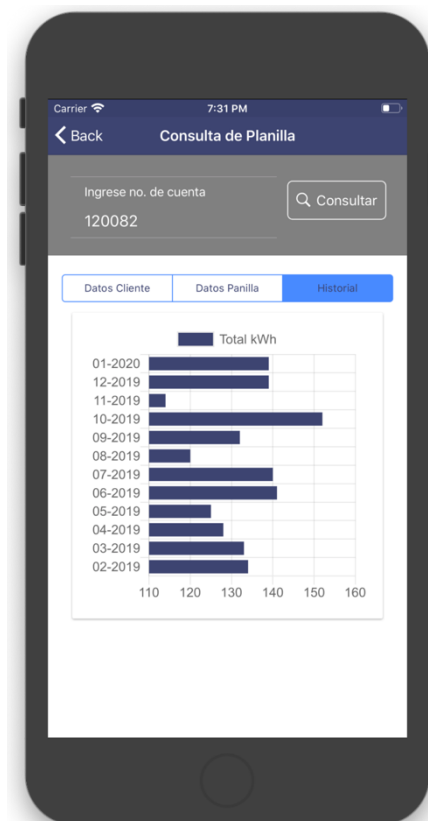 Carrier 7:31 PM
Back Consulta de Planilla
Ingrese no. de cuenta
Consultar
120082
Datos Cliente Datos Panilla Historial
Total kWh
01-2020
12-2019
11-2019
10-2019
09-2019
08-2019
07-2019
06-2019
05-2019
04-2019
03-2019
02-2019
110 120 130 140 150 160